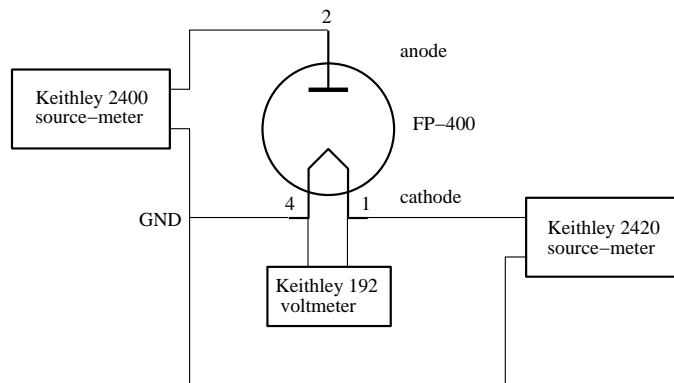 2
anode
Keithley 2400
source−meter
FP−400
4
1
cathode
GND
Keithley 2420
source−meter
Keithley 192
voltmeter